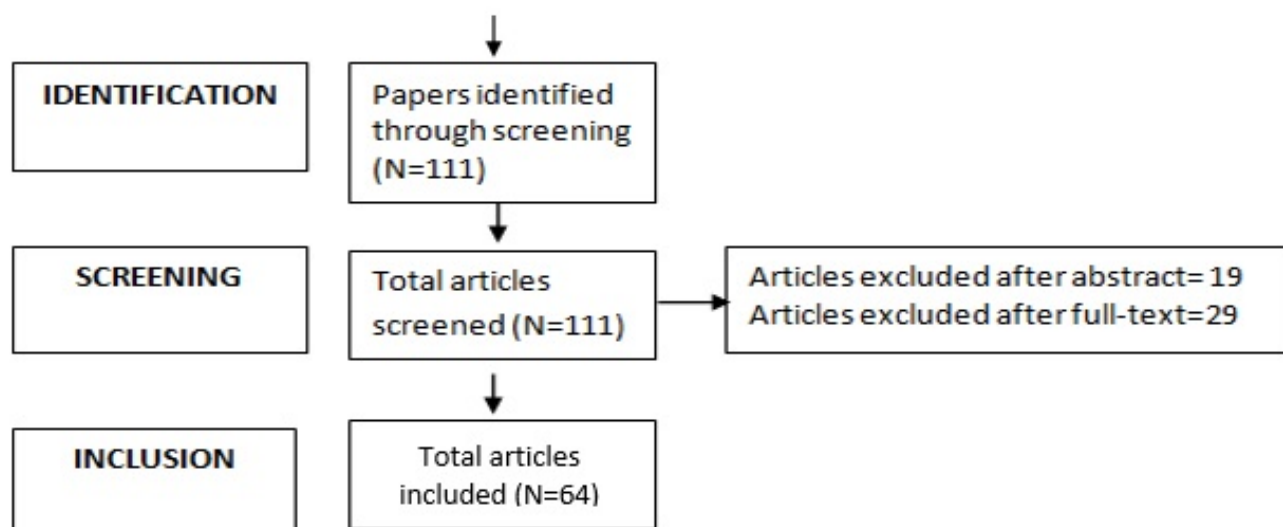 IDENTIFICATION
Papers identified
through screening
(N=111)
SCREENING
Total articles
screened (N=111)
Articles excluded after abstract= 19
Articles excluded after full-text=29
INCLUSION
Total articles
included (N=64)